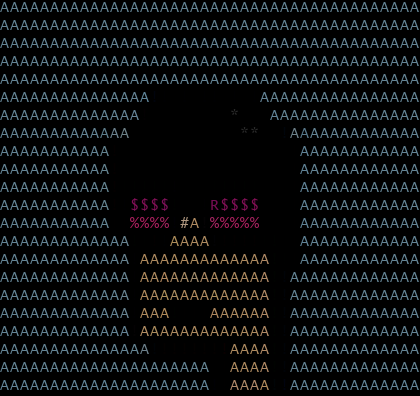 AAAAAAAAAAAAAAAAAAAAAAAAAAAAAAAAAAAAAAAAAA
AAAAAAAAAAAAAAAAAAAAAAAAAAAAAAAAAAAAAAAAAA
AAAAAAAAAAAAAAAAAAAAAAAAAAAAAAAAAAAAAAAAAA
AAAAAAAAAAAAAAAAAAAAAAAAAAAAAAAAAAAAAAAAAA
AAAAAAAAAAAAAAAAAAAAAAAAAAAAAAAAAAAAAAAAAA
AAAAAAAAAAAAAAA           AAAAAAAAAAAAAAAA
AAAAAAAAAAAAAA         *   AAAAAAAAAAAAAAA
AAAAAAAAAAAAA           **   AAAAAAAAAAAAA
AAAAAAAAAAA                   AAAAAAAAAAAA
AAAAAAAAAAA                   AAAAAAAAAAAA
AAAAAAAAAAA                   AAAAAAAAAAAA
AAAAAAAAAAA  $$$$    R$$$$    AAAAAAAAAAAA
AAAAAAAAAAA  %%%% #A %%%%%    AAAAAAAAAAAA
AAAAAAAAAAAAA    AAAA         AAAAAAAAAAAA
AAAAAAAAAAAAA AAAAAAAAAAAAA   AAAAAAAAAAAA
AAAAAAAAAAAAA AAAAAAAAAAAAA  AAAAAAAAAAAAA
AAAAAAAAAAAAA AAAAAAAAAAAAA  AAAAAAAAAAAAA
AAAAAAAAAAAAA AAA    AAAAAA  AAAAAAAAAAAAA
AAAAAAAAAAAAA AAAAAAAAAAAAA  AAAAAAAAAAAAA
AAAAAAAAAAAAAAA        AAAA  AAAAAAAAAAAAA
AAAAAAAAAAAAAAAAAAAAA  AAAA  AAAAAAAAAAAAA
AAAAAAAAAAAAAAAAAAAAA  AAAA  AAAAAAAAAAAAA